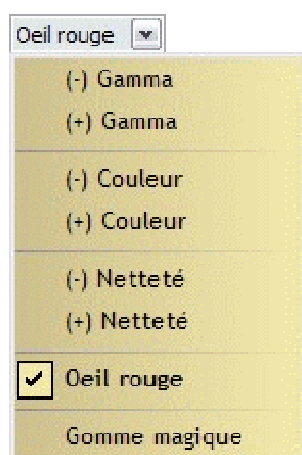 Oeil rouge
(-) Gamma
(+) Gamma
(-) Couleur
(+) Couleur
(-) Netteté
(+) Netteté
Oeil rouge
Gomme magique